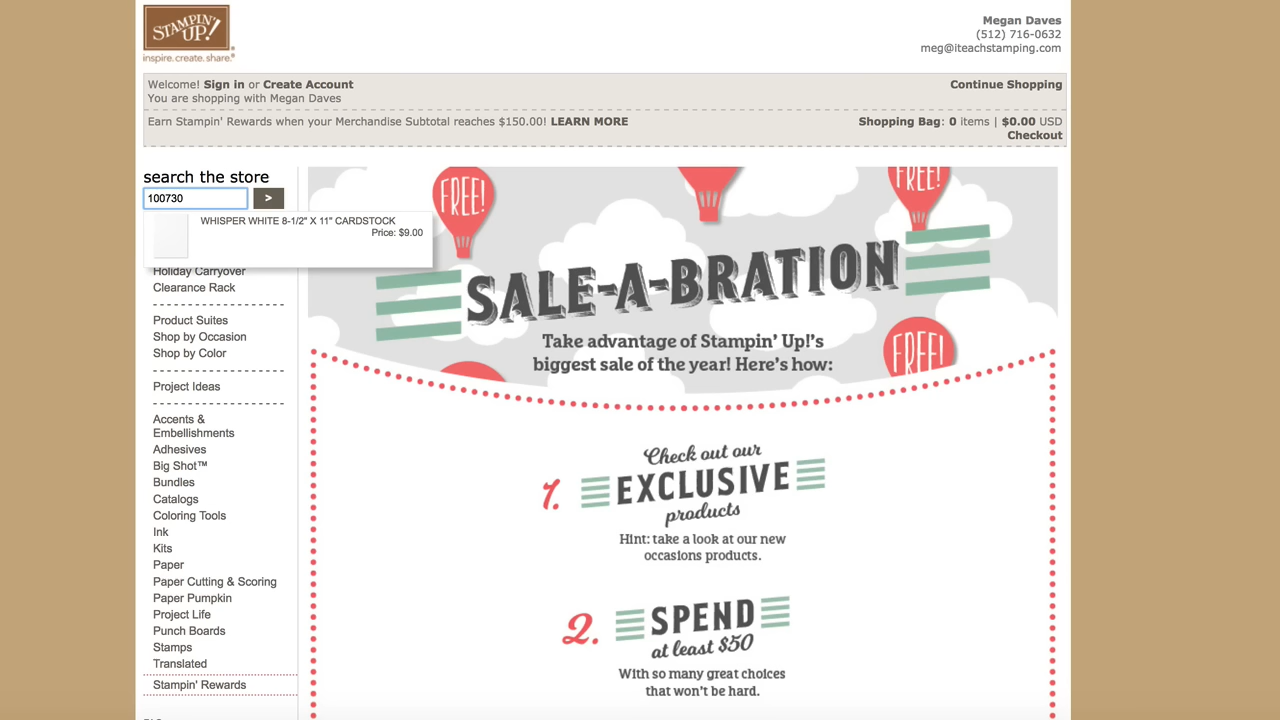 STAMPIN' UP!
inspire.create.share.®
Megan Daves
(512) 716-0632
meg@iteachstamping.com
Welcome! Sign in or Create Account
Continue Shopping
You are shopping with Megan Daves
Earn Stampin' Rewards when your Merchandise Subtotal reaches $150.00! LEARN MORE
Shopping Bag: 0 items | $0.00 USD
Checkout
search the store
100730
>
WHISPER WHITE 8-1/2" X 11" CARDSTOCK
Price: $9.00
Holiday Carryover
Clearance Rack
Product Suites
Shop by Occasion
Shop by Color
Project Ideas
Accents &
Embellishments
Adhesives
Big Shot™
Bundles
Catalogs
Coloring Tools
Ink
Kits
Paper
Paper Cutting & Scoring
Paper Pumpkin
Project Life
Punch Boards
Stamps
Translated
Stampin' Rewards
FREE!
FREE!
SALE-A-BRATION
Take advantage of Stampin' Up!'s
biggest sale of the year! Here's how:
FREE!
1. Check out our
EXCLUSIVE
products
Hint: take a look at our new
occasions products.
2. SPEND
at least $50
With so many great choices
that won't be hard.